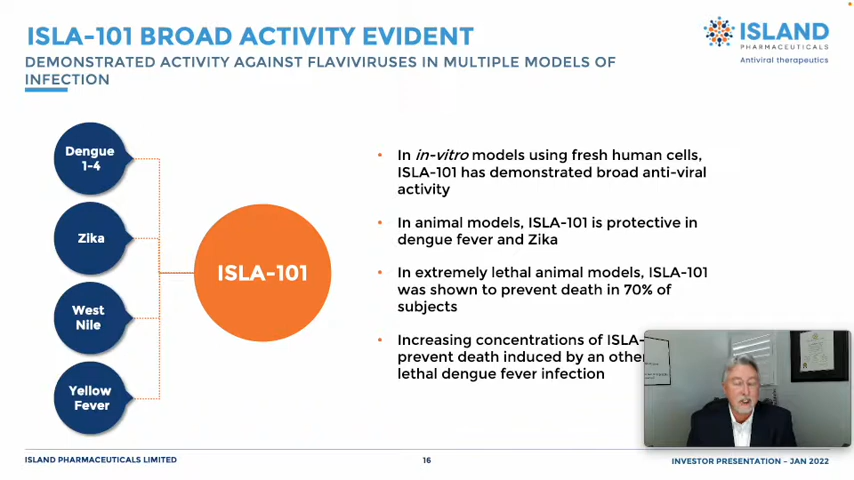 ISLA-101 BROAD ACTIVITY EVIDENT
DEMONSTRATED ACTIVITY AGAINST FLAVIVIRUSES IN MULTIPLE MODELS OF
INFECTION
ISLAND
PHARMACEUTICALS
Antiviral therapeutics
Dengue
1-4
Zika
West
Nile
Yellow
Fever
ISLA-101
• In in-vitro models using fresh human cells,
ISLA-101 has demonstrated broad anti-viral
activity
• In animal models, ISLA-101 is protective in
dengue fever and Zika
• In extremely lethal animal models, ISLA-101
was shown to prevent death in 70% of
subjects
• Increasing concentrations of ISLA-
prevent death induced by an other
lethal dengue fever infection
ISLAND PHARMACEUTICALS LIMITED
16
INVESTOR PRESENTATION – JAN 2022